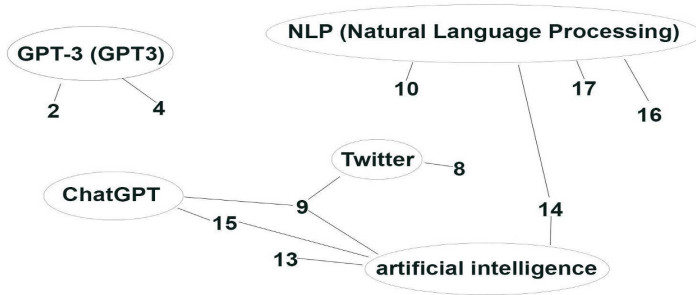 NLP (Natural Language Processing)
GPT-3 (GPT3)
10
17
2
4
16
Twitter
8
ChatGPT
9
14
15
13
artificial intelligence